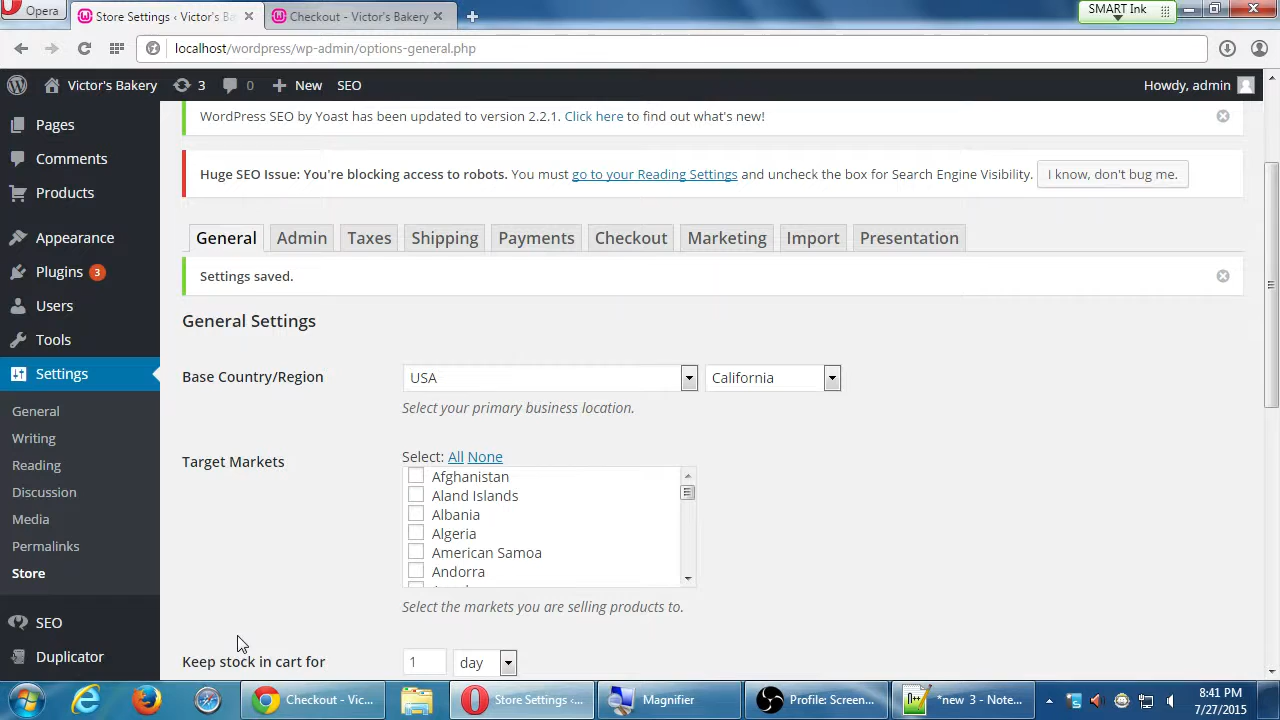 Opera
Store Settings ‹ Victor's Ba
Checkout - Victor's Bakery
SMART Ink
localhost/wordpress/wp-admin/options-general.php
Victor's Bakery
3
0
New
SEO
Howdy, admin
Pages
Comments
Products
Appearance
Plugins 3
Users
Tools
Settings
General
Writing
Reading
Discussion
Media
Permalinks
Store
SEO
Duplicator
WordPress SEO by Yoast has been updated to version 2.2.1. Click here to find out what's new!
Huge SEO Issue: You're blocking access to robots. You must go to your Reading Settings and uncheck the box for Search Engine Visibility. I know, don't bug me.
General Admin Taxes Shipping Payments Checkout Marketing Import Presentation
Settings saved.
General Settings
Base Country/Region USA California
Select your primary business location.
Target Markets Select: All None
Afghanistan
Aland Islands
Albania
Algeria
American Samoa
Andorra
Select the markets you are selling products to.
Keep stock in cart for 1 day
Checkout - Vic...
Store Settings ‹...
Magnifier
Profile: Screen...
*new 3 - Note...
8:41 PM
7/27/2015